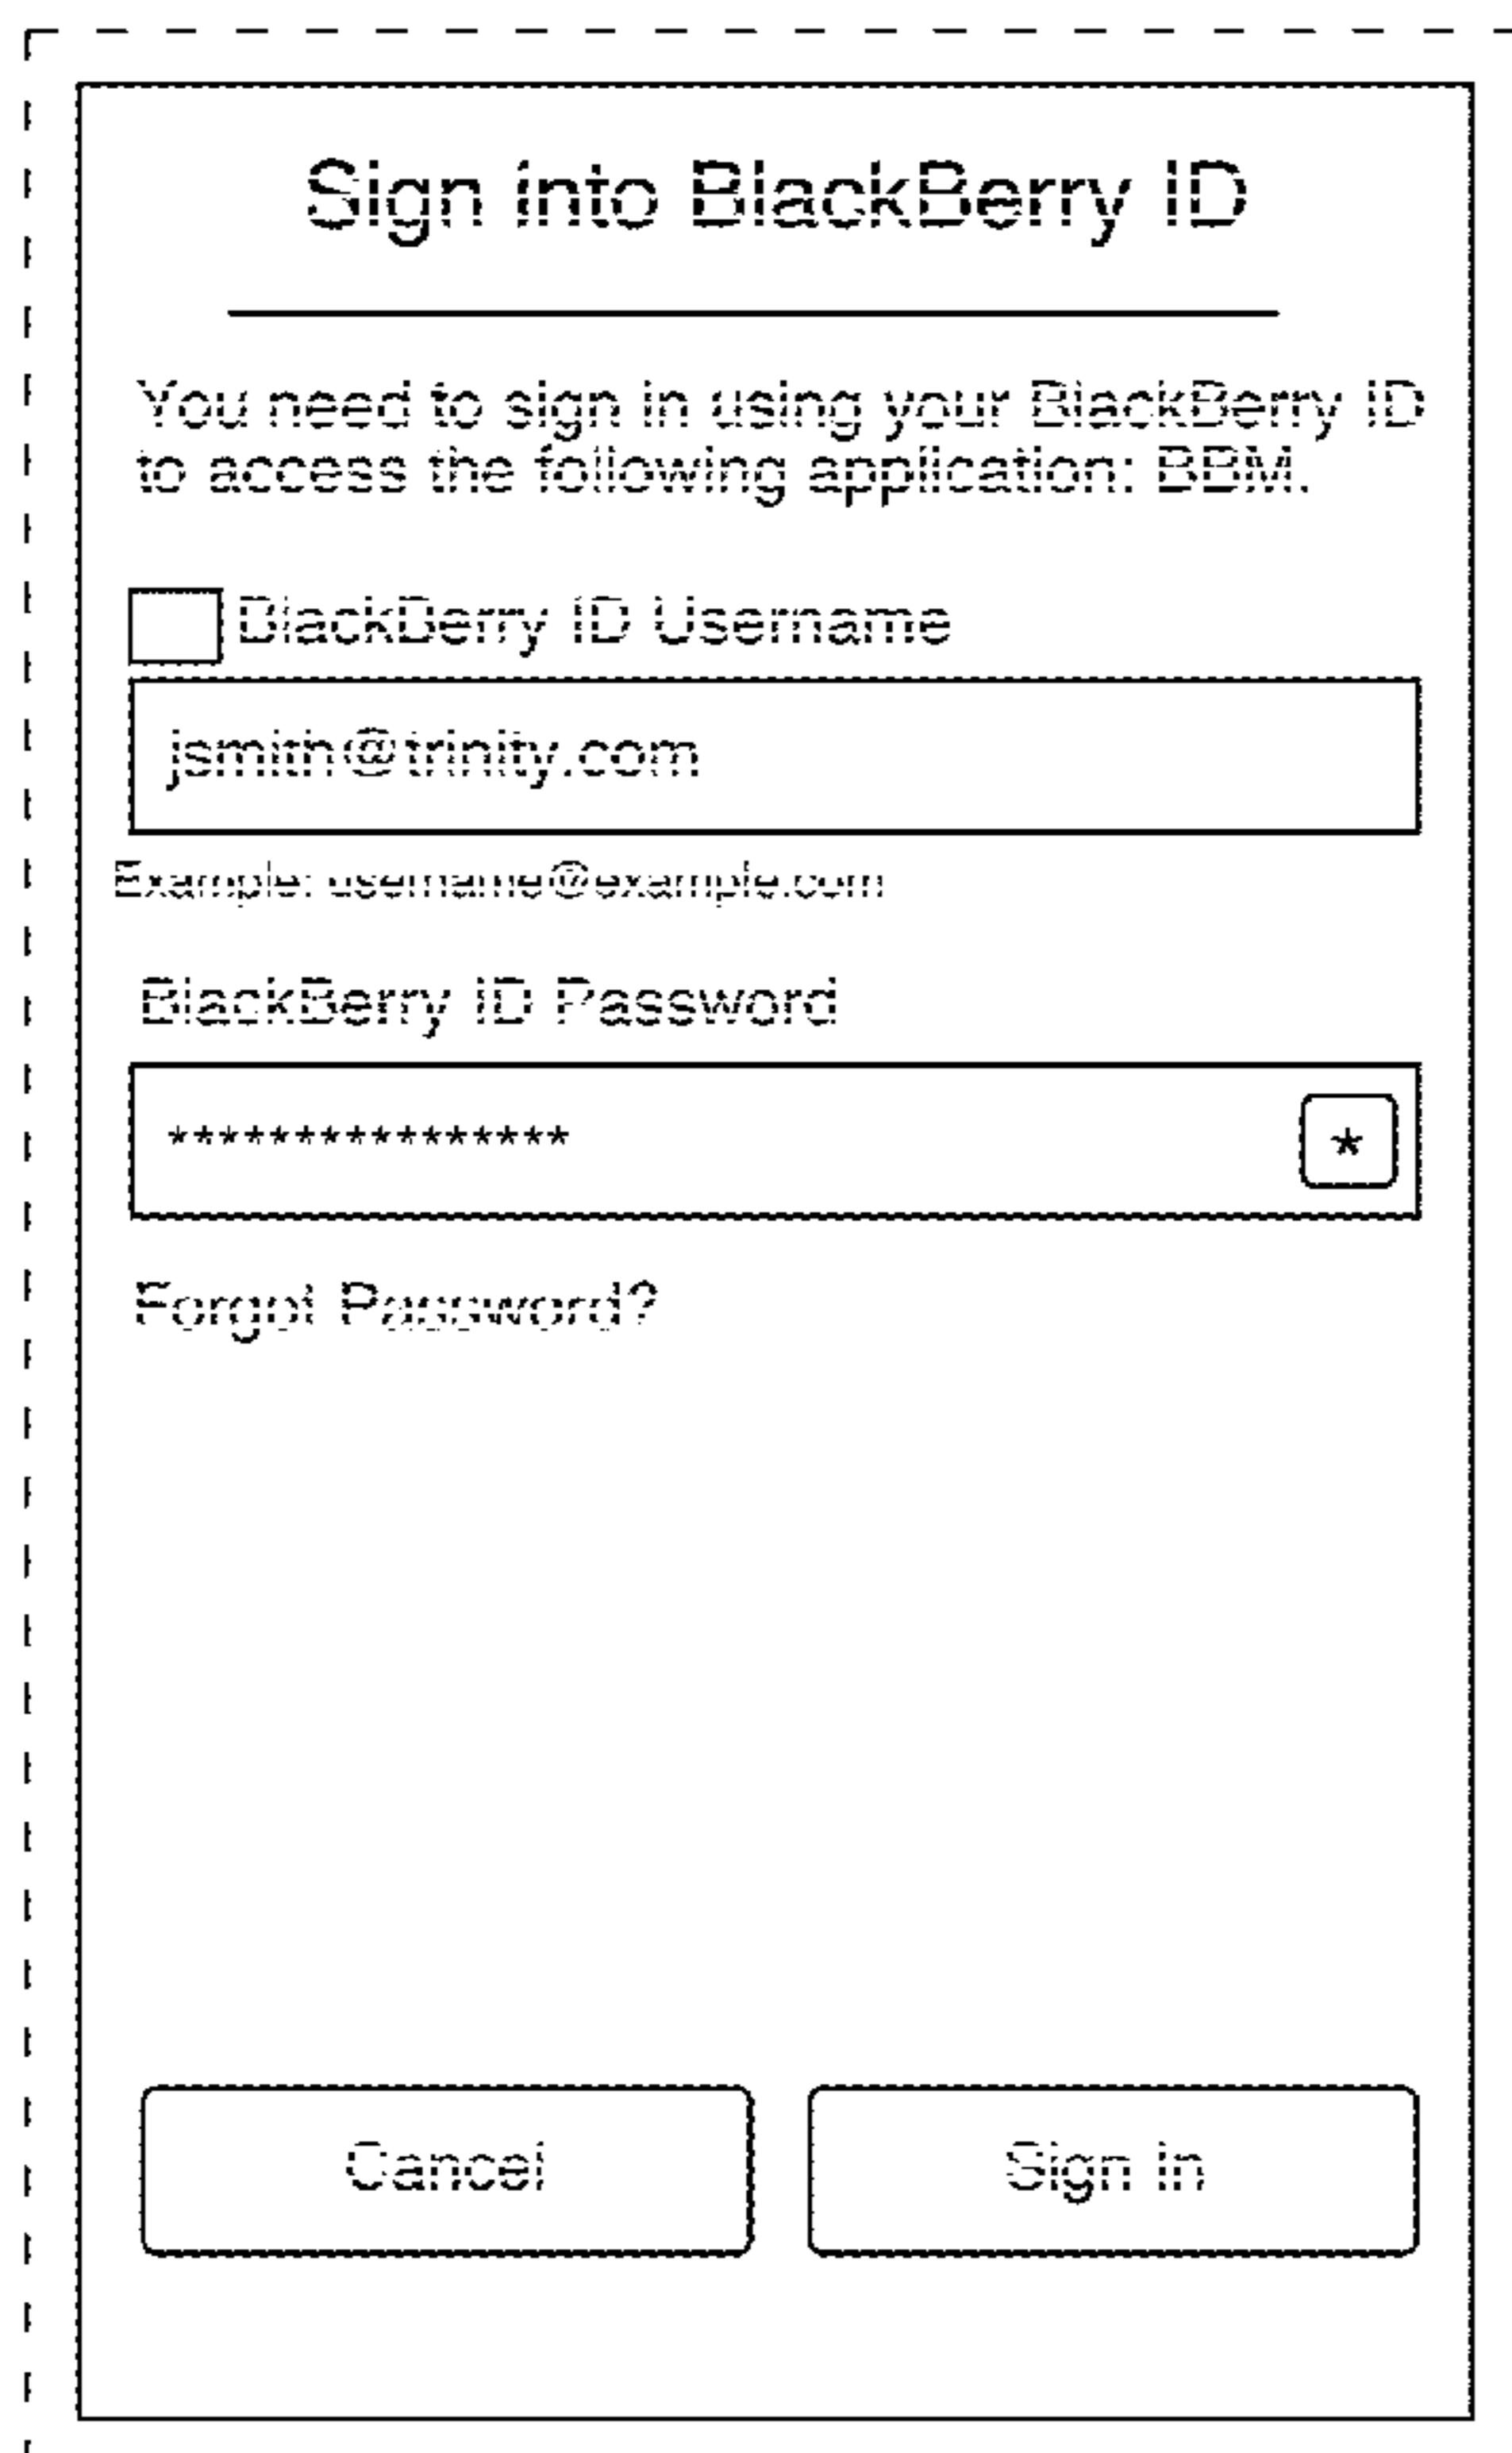 Sign into BlackBerry ID
You need to sign in using your BlackBerry ID
to access the following application: BBM.
BlackBerry ID Username
jsmith@trinity.com
Example: username@example.com
BlackBerry ID Password
**************** *
Forgot Password?
Cancel Sign In